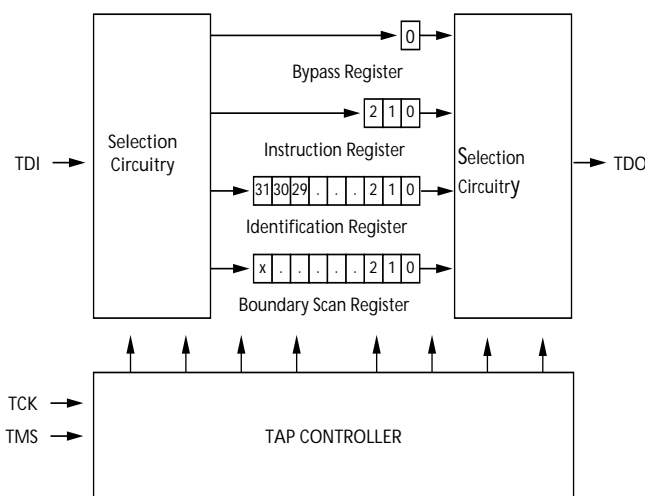 0
Bypass Register
2 1 0
Selection
Circuitry
TDI
Instruction Register
Selection
Circuitry
TDO
31 30 29 . . . 2 1 0
Identification Register
x . . . . . 2 1 0
Boundary Scan Register
TCK
TMS
TAP CONTROLLER